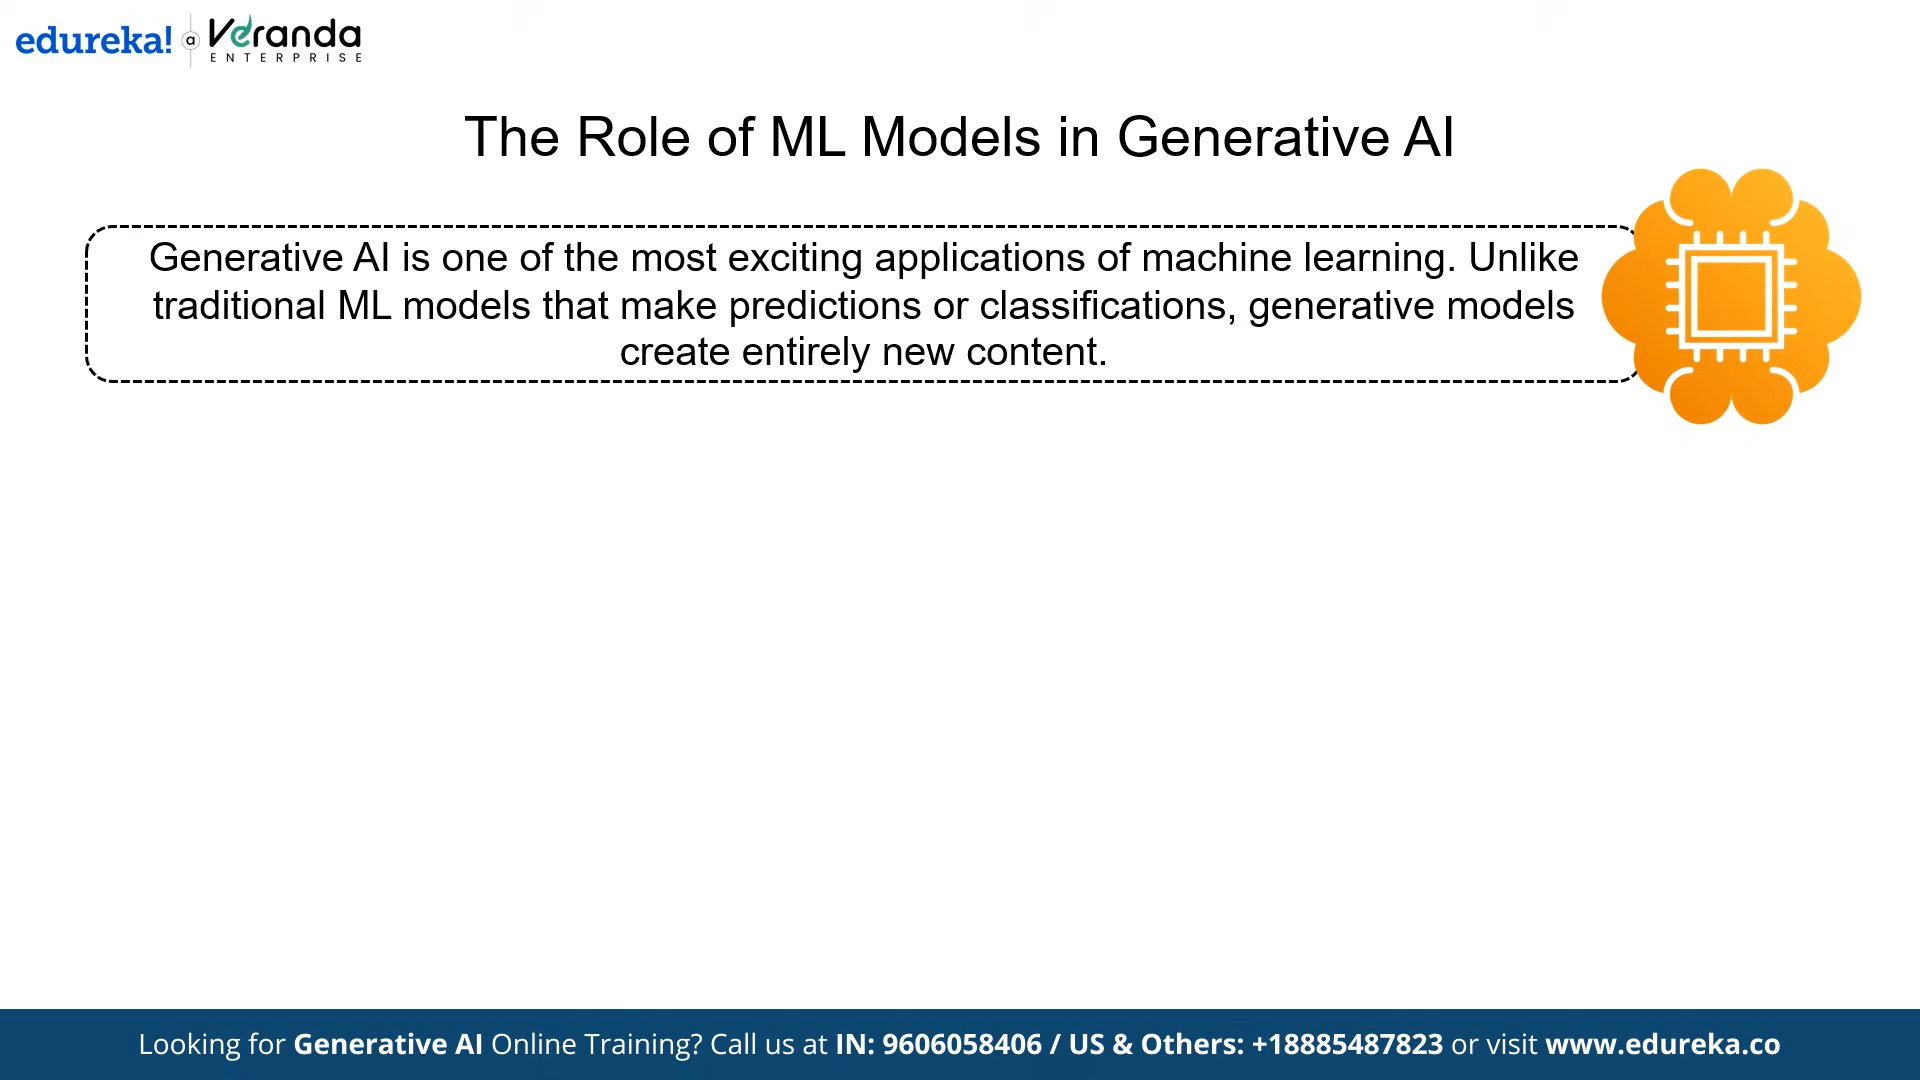 edureka! a Veranda
ENTERPRISE
The Role of ML Models in Generative AI
Generative AI is one of the most exciting applications of machine learning. Unlike
traditional ML models that make predictions or classifications, generative models
create entirely new content.
Looking for Generative AI Online Training? Call us at IN: 9606058406 / US & Others: +18885487823 or visit www.edureka.co